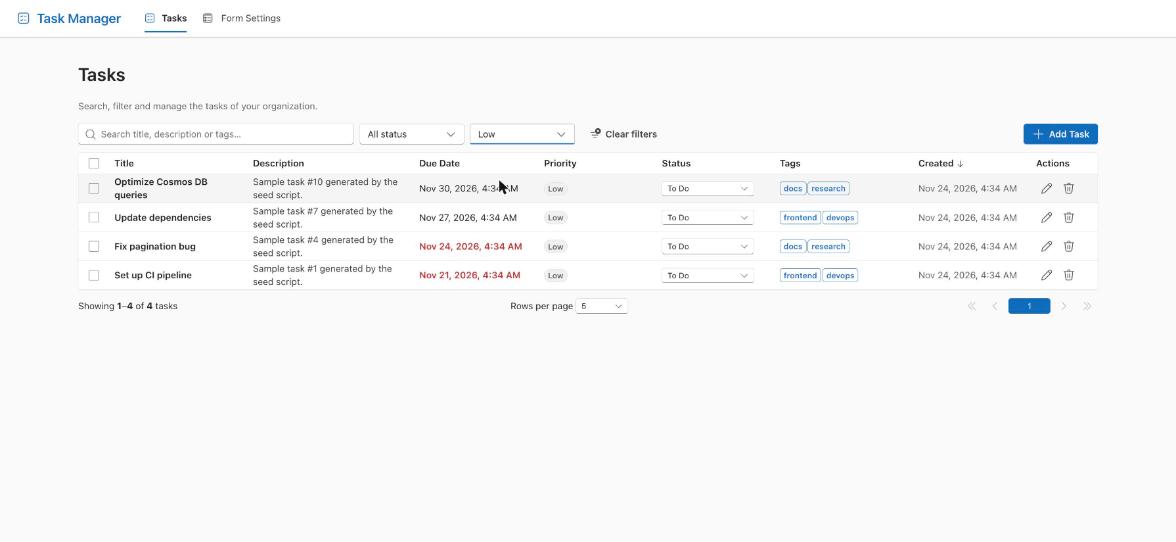 Task Manager Tasks Form Settings
Tasks
Search, filter and manage the tasks of your organization.
Search title, description or tags... All status Low Clear filters Add Task
Title Description Due Date Priority Status Tags Created ↓ Actions
Optimize Cosmos DB queries Sample task #10 generated by the seed script. Nov 30, 2026, 4:34 AM Low To Do docs research Nov 24, 2026, 4:34 AM
Update dependencies Sample task #7 generated by the seed script. Nov 27, 2026, 4:34 AM Low To Do frontend devops Nov 24, 2026, 4:34 AM
Fix pagination bug Sample task #4 generated by the seed script. Nov 24, 2026, 4:34 AM Low To Do docs research Nov 24, 2026, 4:34 AM
Set up CI pipeline Sample task #1 generated by the seed script. Nov 21, 2026, 4:34 AM Low To Do frontend devops Nov 24, 2026, 4:34 AM
Showing 1–4 of 4 tasks Rows per page 5 1